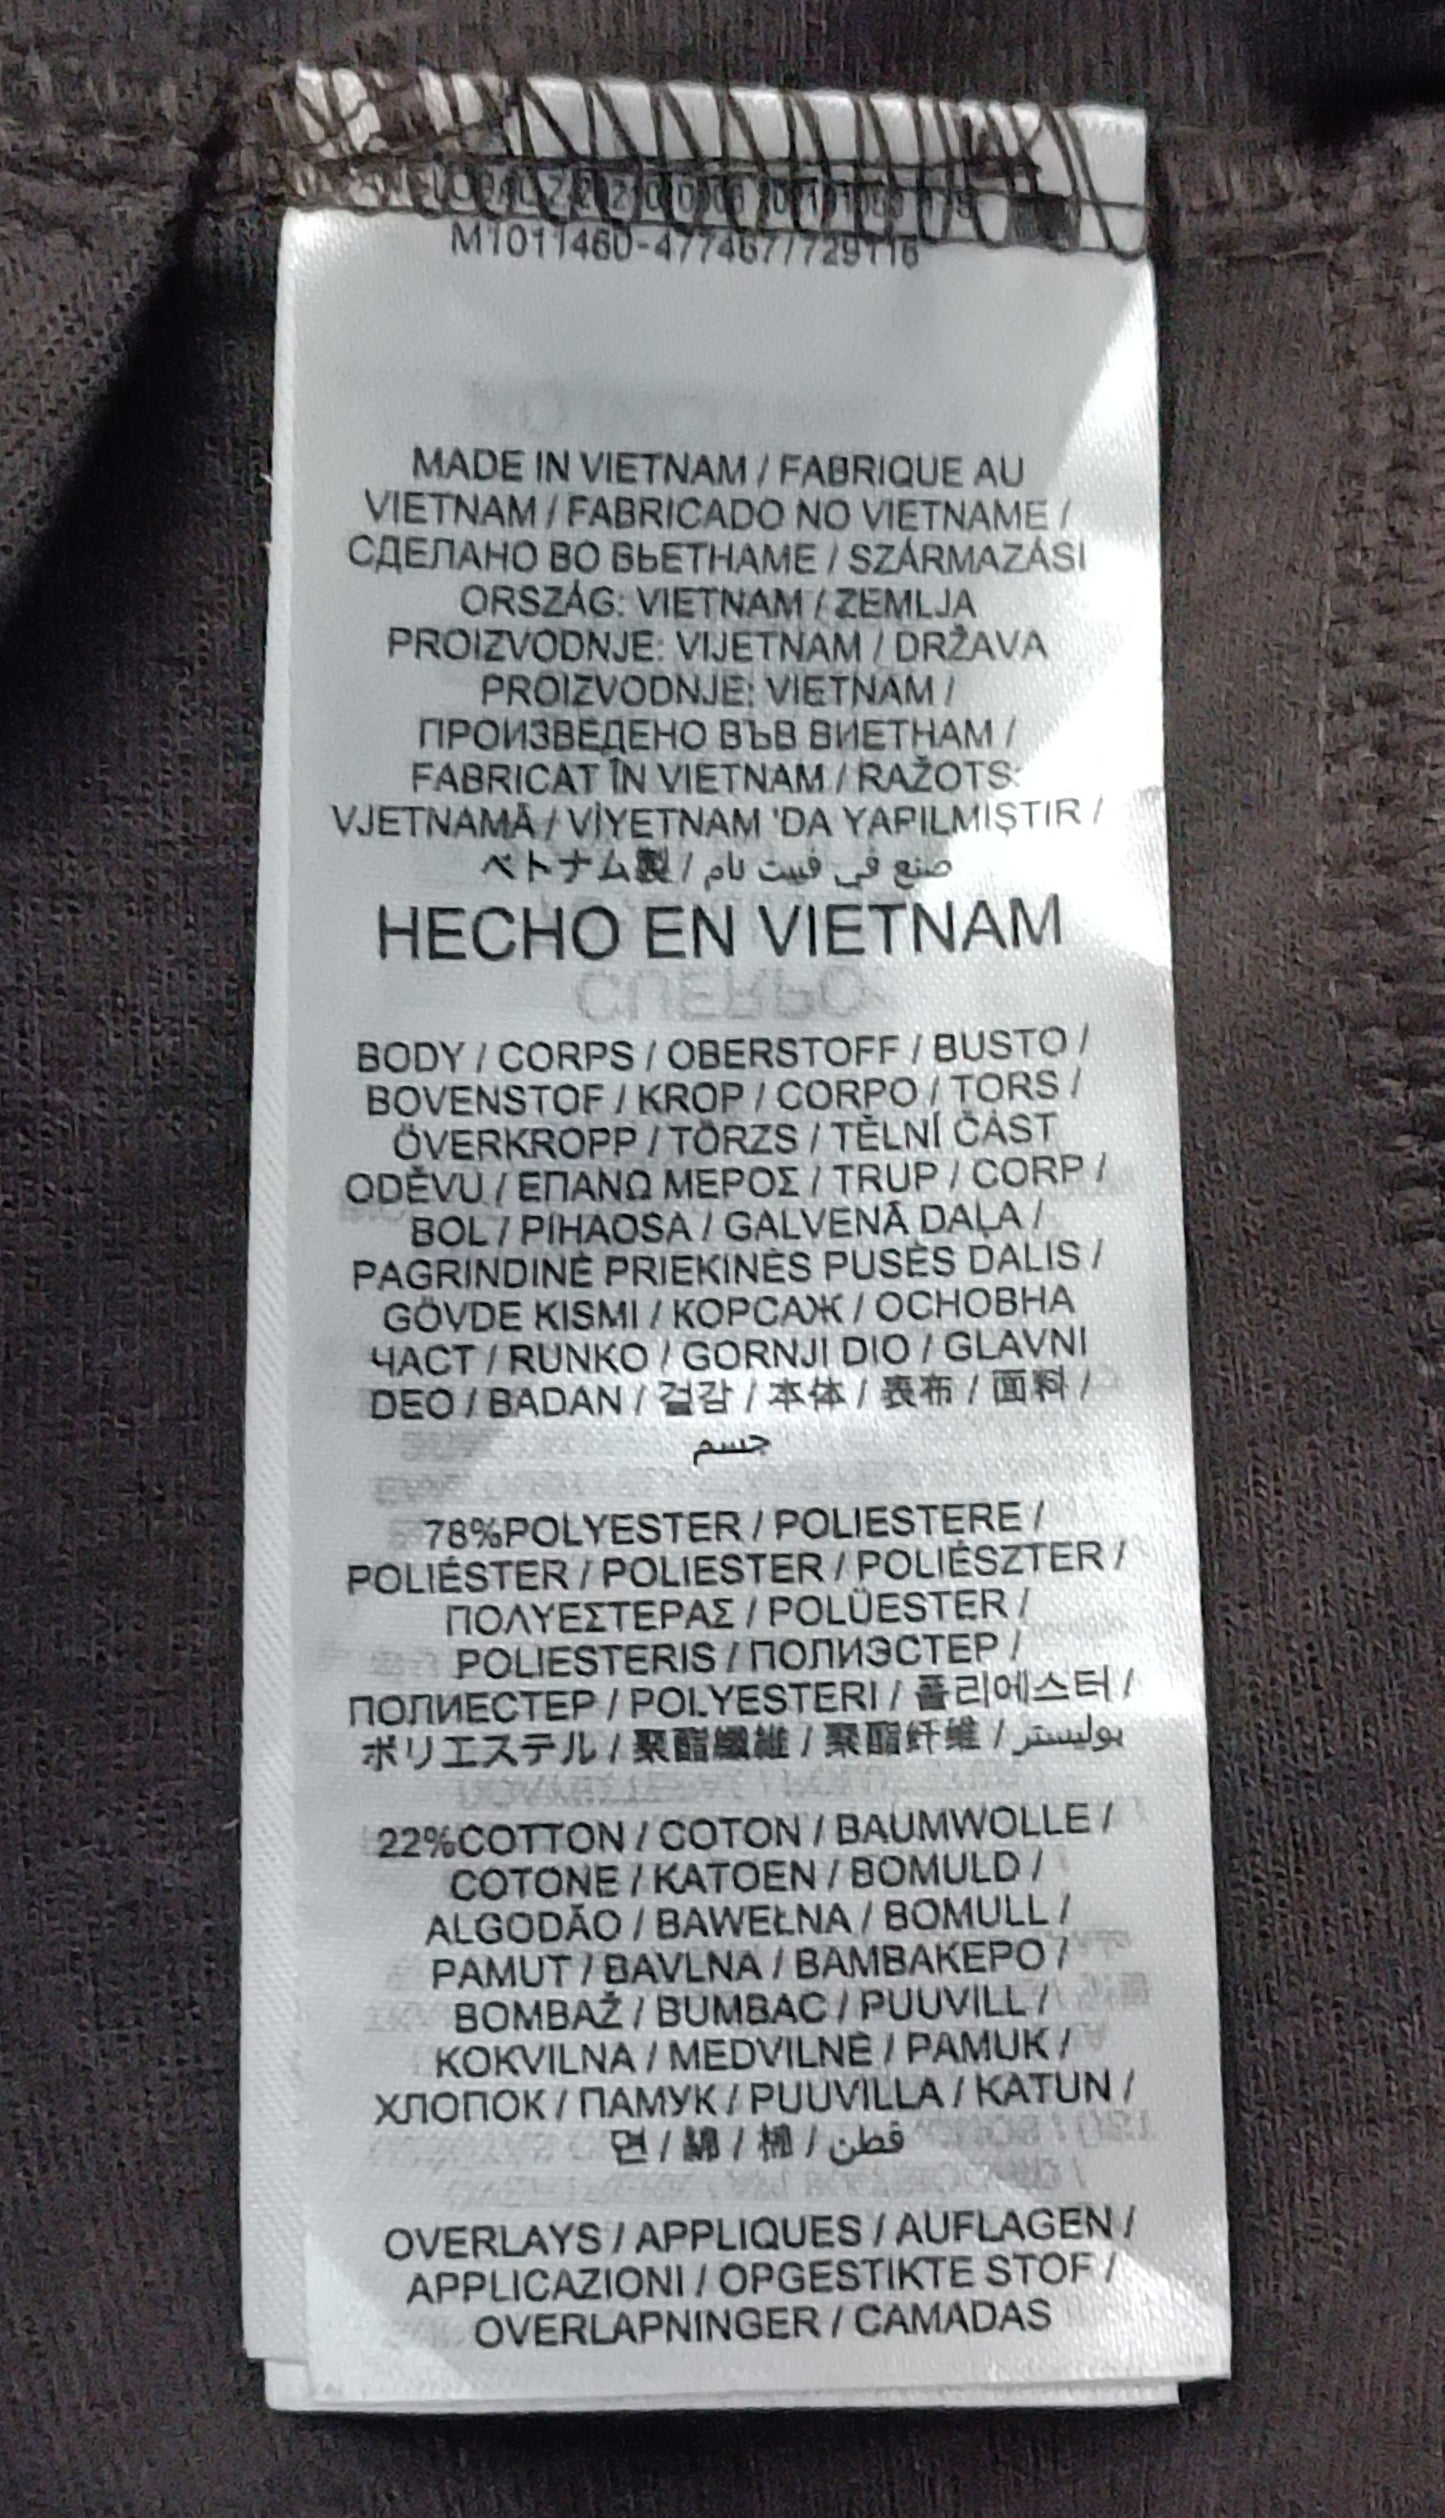 MADE IN VIETNAM / FABRIQUE AU
VIETNAM / FABRICADO NO VIETNAME /
СДЕЛАНО ВО ВЬЕТНАМЕ / SZÁRMAZÁSI
ORSZÁG: VIETNAM / ZEMLJA
PROIZVODNJE: VIJETNAM / DRŽAVA
PROIZVODNJE: VIETNAM /
ПРОИЗВЕДЕНО ВЪВ ВИЕТНАМ /
FABRICAT ÎN VIETNAM / RAŽOTS:
VJETNAMĀ / VİYETNAM 'DA YAPILMIŞTIR /
ベトナム製 / صنع في فييت نام
HECHO EN VIETNAM
BODY / CORPS / OBERSTOFF / BUSTO /
BOVENSTOF / KROP / CORPO / TORS /
ÖVERKROPP / TÖRZS / TĚLNÍ ČÁST
ODĚVU / ΕΠΑΝΩ ΜΕΡΟΣ / TRUP / CORP /
BOL / PIHAOSA / GALVENĀ DAĻA /
PAGRINDINĖ PRIEKINĖS PUSĖS DALIS /
GÖVDE KISMI / КОРСАЖ / ОСНОВНА
ЧАСТ / RUNKO / GORNJI DIO / GLAVNI
DEO / BADAN / 겉감 / 本体 / 表布 / 面料 /
جسم
78%POLYESTER / POLIESTERE /
POLIÉSTER / POLIESTER / POLIÉSZTER /
ΠΟΛΥΕΣΤΕΡΑΣ / POLÜESTER /
POLIESTERIS / ПОЛИЭСТЕР /
ПОЛИЕСТЕР / POLYESTERI / 폴리에스터 /
ポリエステル / 聚酯纖維 / 聚酯纤维 / بوليستر
22%COTTON / COTON / BAUMWOLLE /
COTONE / KATOEN / BOMULD /
ALGODÃO / BAWEŁNA / BOMULL /
PAMUT / BAVLNA / ΒΑΜΒΑΚΕΡΟ /
BOMBAŽ / BUMBAC / PUUVILL /
KOKVILNA / MEDVILNĖ / PAMUK /
ХЛОПОК / ПАМУК / PUUVILLA / KATUN /
면 / 綿 / 棉 / قطن
OVERLAYS / APPLIQUES / AUFLAGEN /
APPLICAZIONI / OPGESTIKTE STOF /
OVERLAPNINGER / CAMADAS